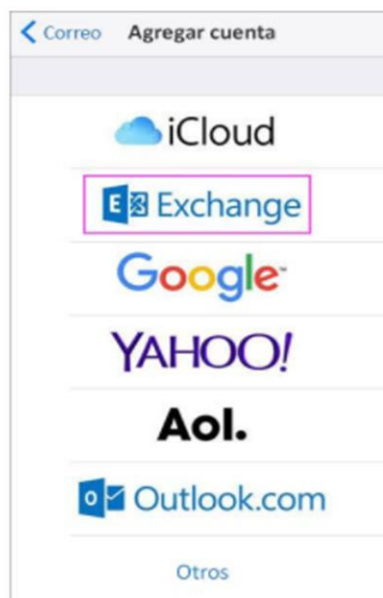 Correo Agregar cuenta
iCloud
Exchange
Google
YAHOO!
Aol.
Outlook.com
Otros